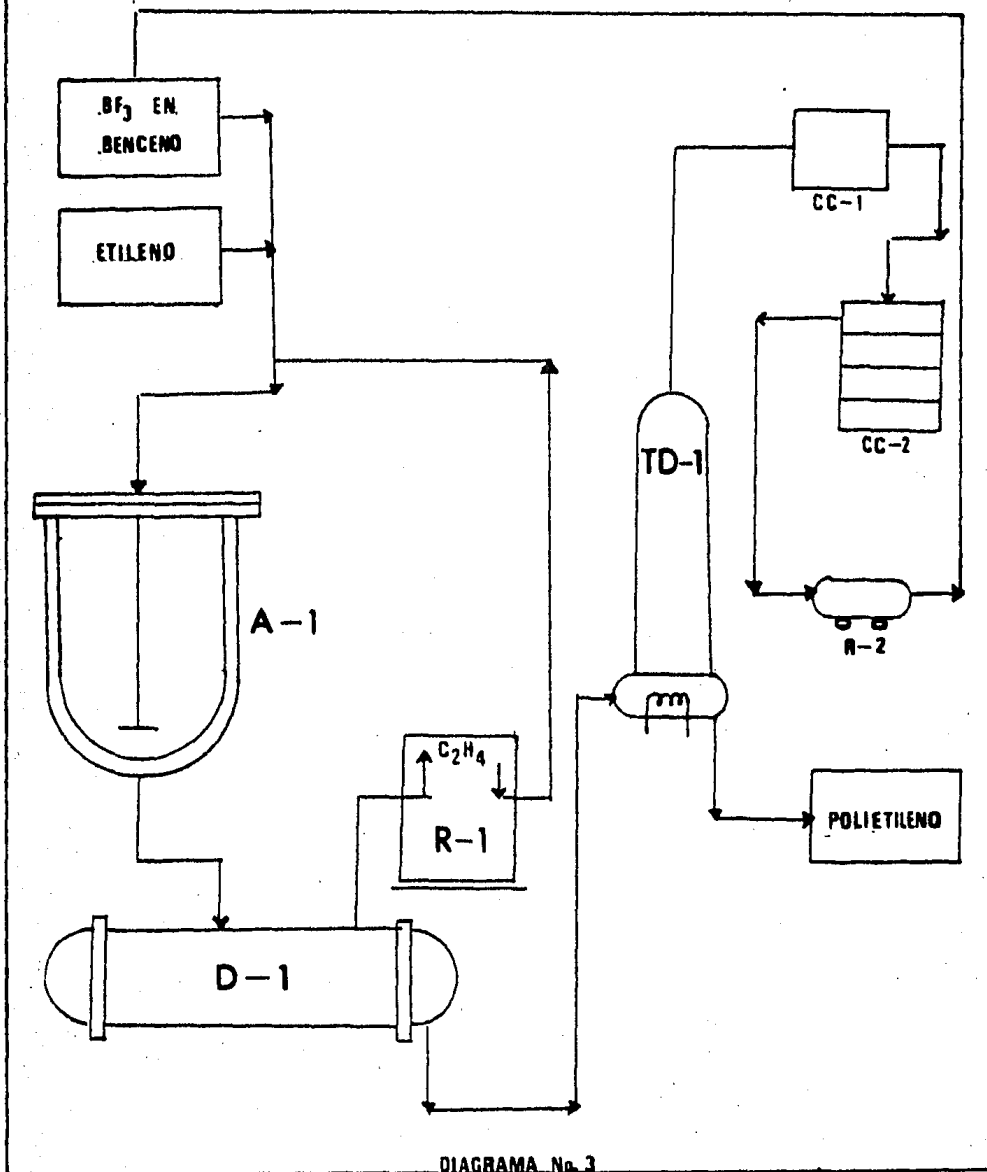 .BF3 EN.
.BENCENO
ETILENO
CC-1
CC-2
TD-1
A-1
R-2
C2H4
R-1
POLIETILENO
D-1
DIAGRAMA No. 3